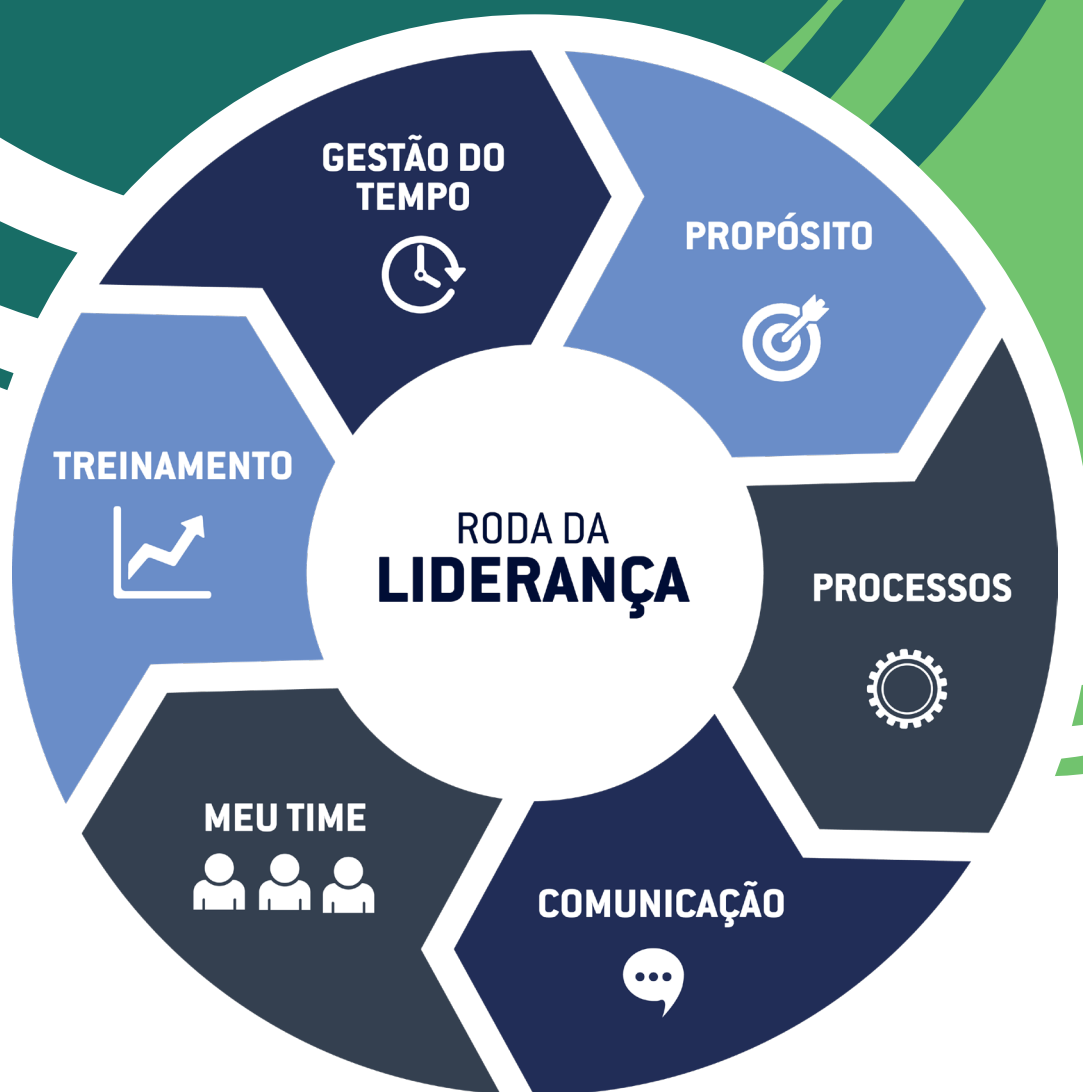 GESTÃO DO
TEMPO
PROPÓSITO
TREINAMENTO
RODA DA
LIDERANÇA
PROCESSOS
MEU TIME
COMUNICAÇÃO